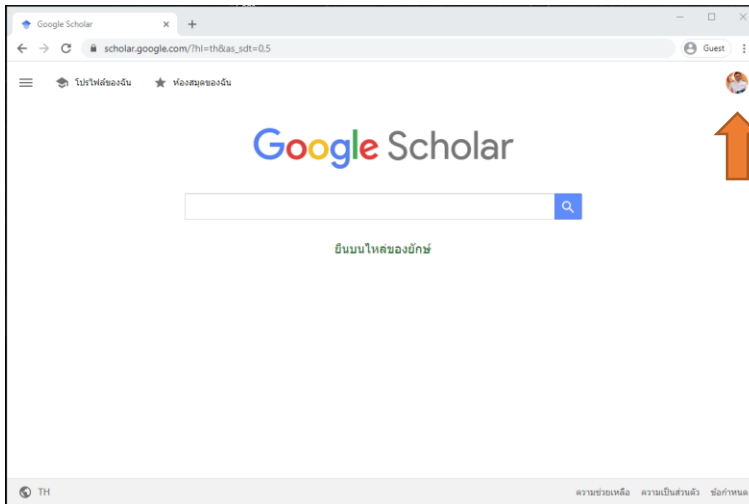 Google Scholar
scholar.google.com/?hl=th&as_sdt=0.5
Guest
โปรไฟล์ของฉัน
ห้องสมุดของฉัน
Google Scholar
ยืนบนไหล่ของยักษ์
TH
ความช่วยเหลือ ความเป็นส่วนตัว ข้อกำหนด